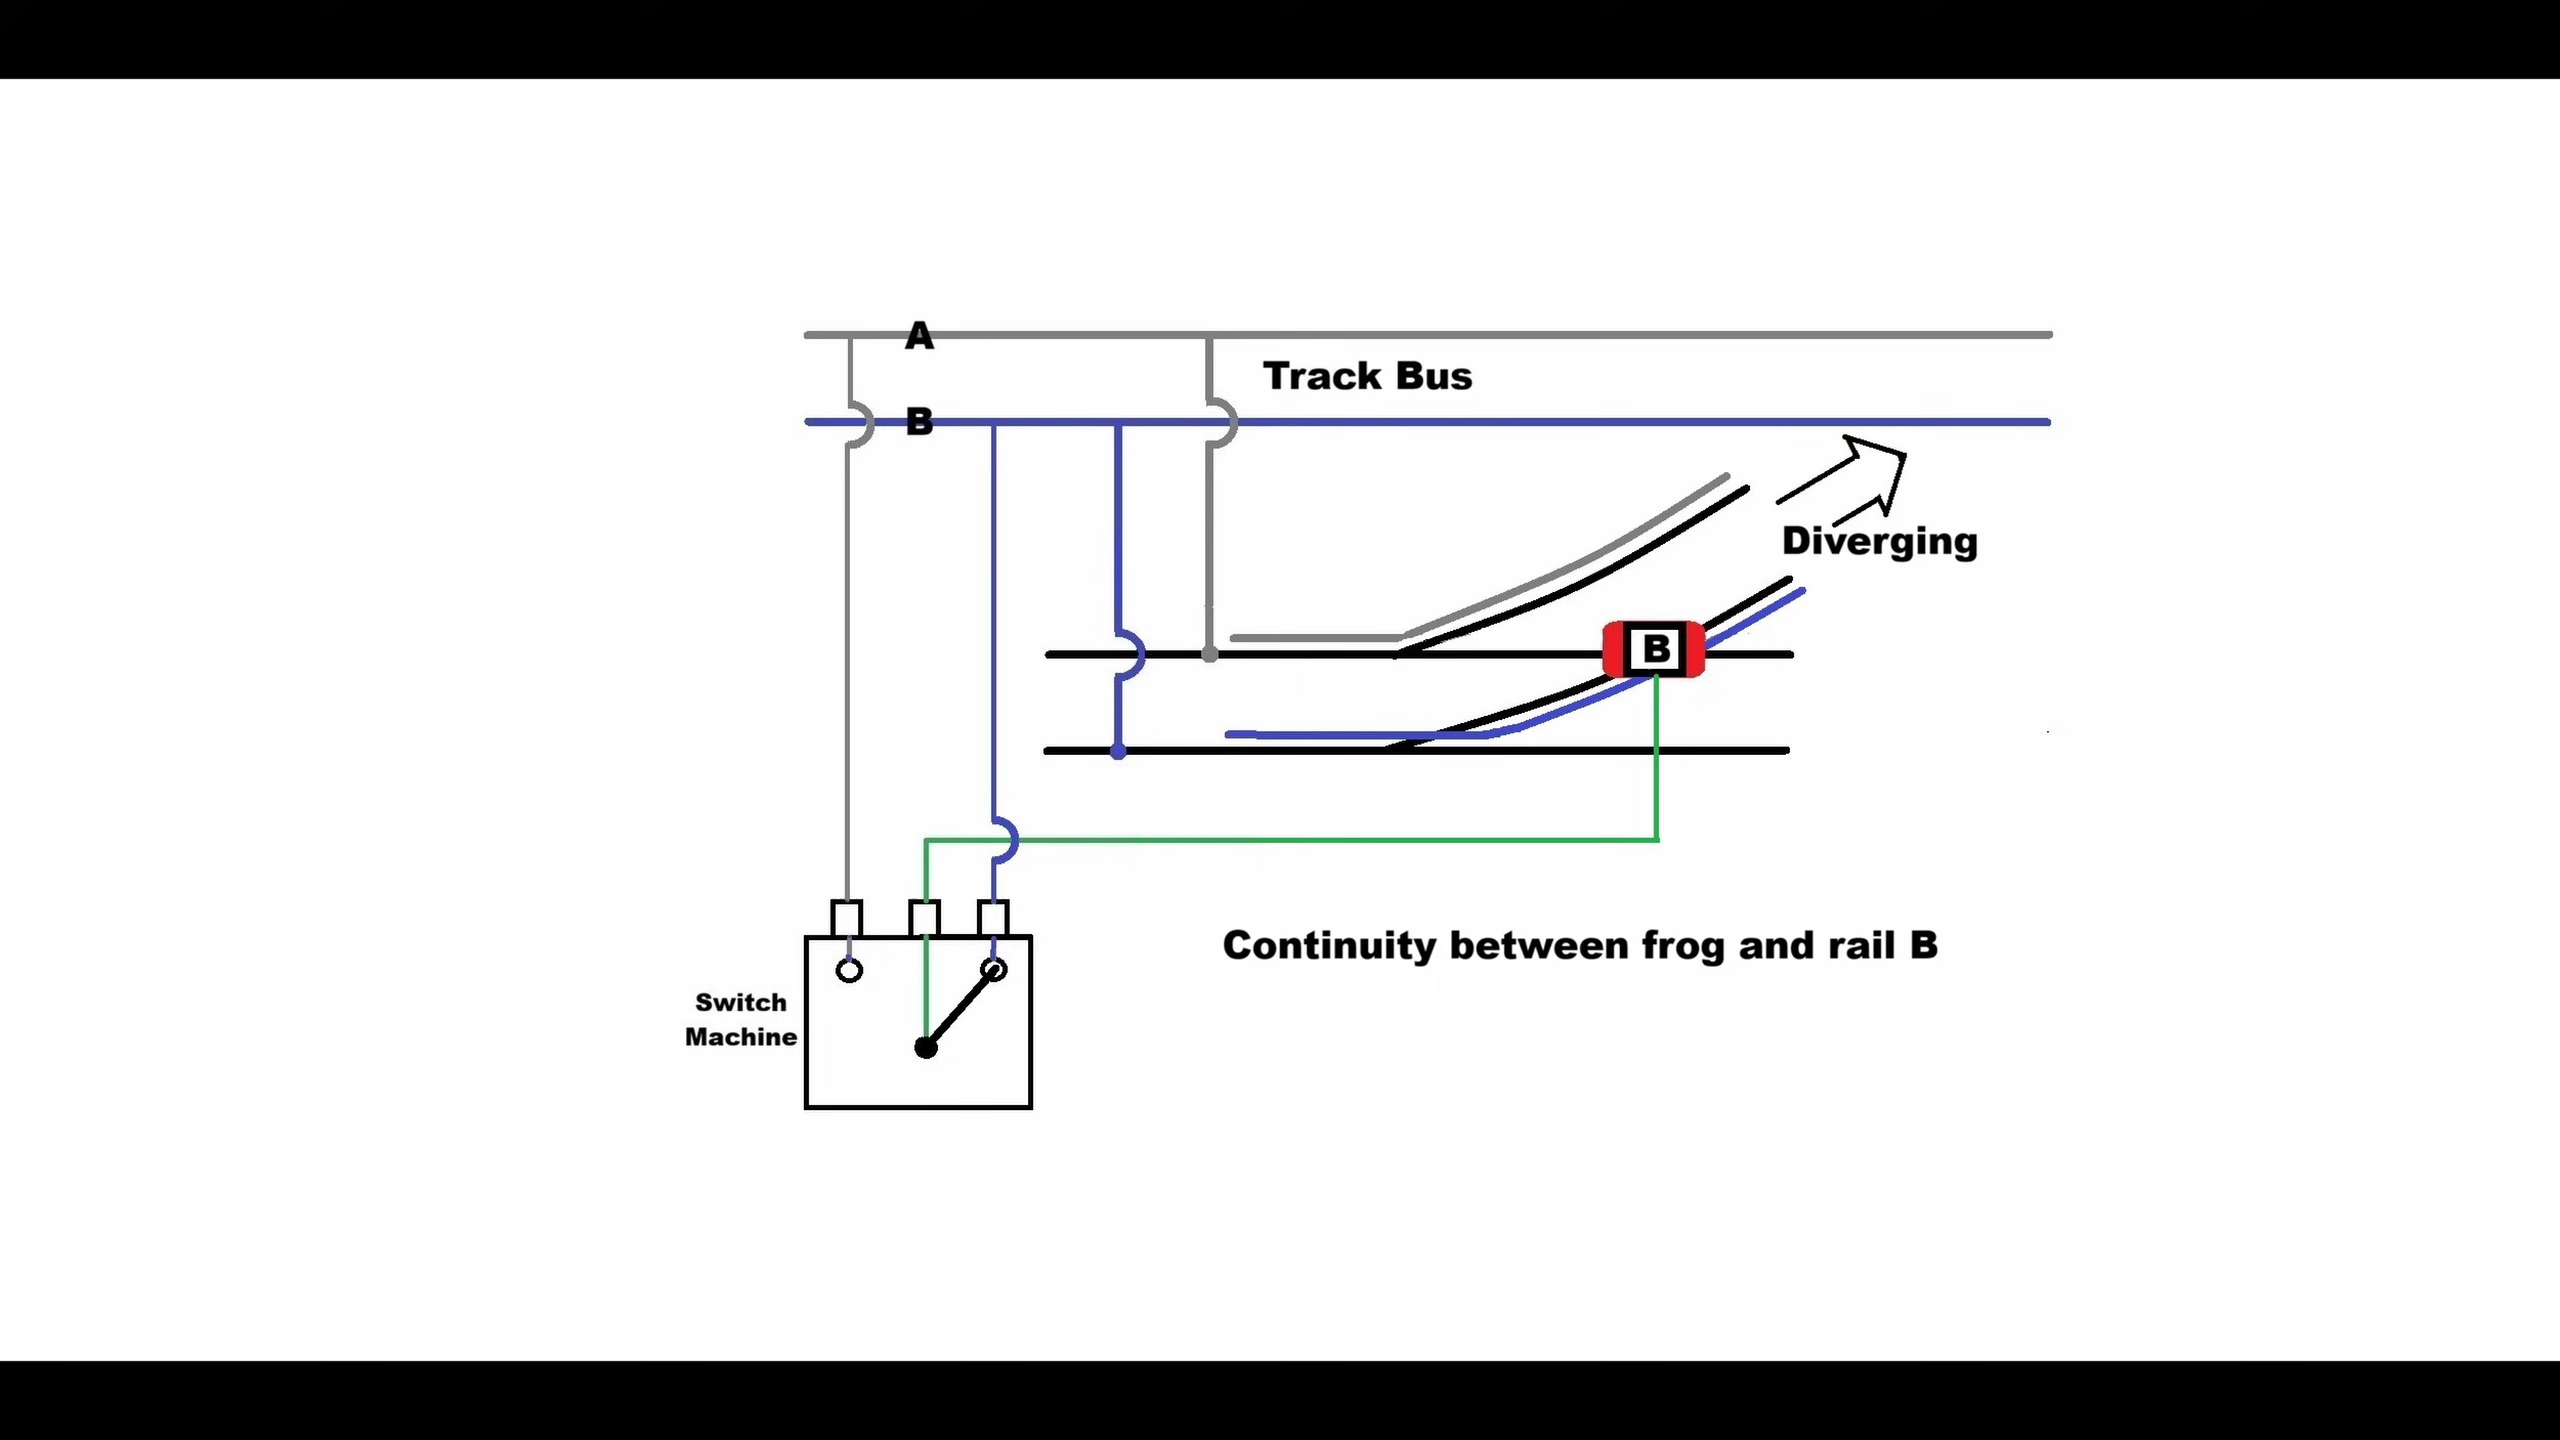 A
Track Bus
B
Diverging
B
Continuity between frog and rail B
Switch
Machine